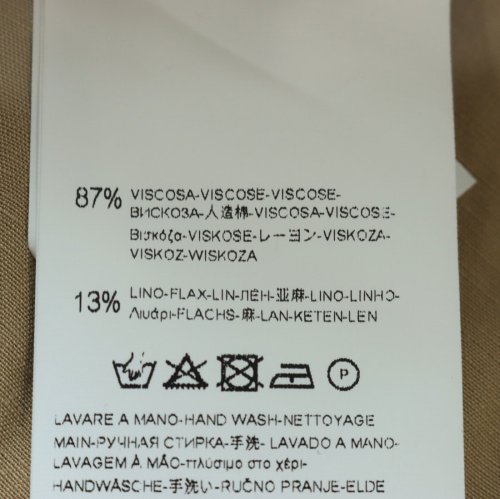 87% VISCOSA-VISCOSE-VISCOSE-
ВИСКОЗА-人造棉-VISCOSA-VISCOSE-
Βισκόζα-VISKOSE-レーヨン-VISKOZA-
VISKOZ-WISKOZA
13% LINO-FLAX-LIN-ЛЕН-亚麻-LINO-LINHO-
Λινάρι-FLACHS-麻-LAN-KETEN-LEN
P
LAVARE A MANO-HAND WASH-NETTOYAGE
MAIN-РУЧНАЯ СТИРКА-手洗- LAVADO A MANO-
LAVAGEM À MÃO-πλύσιμο στο χέρι-
HANDWÄSCHE-手洗い-RUČNO PRANJE-ELDE